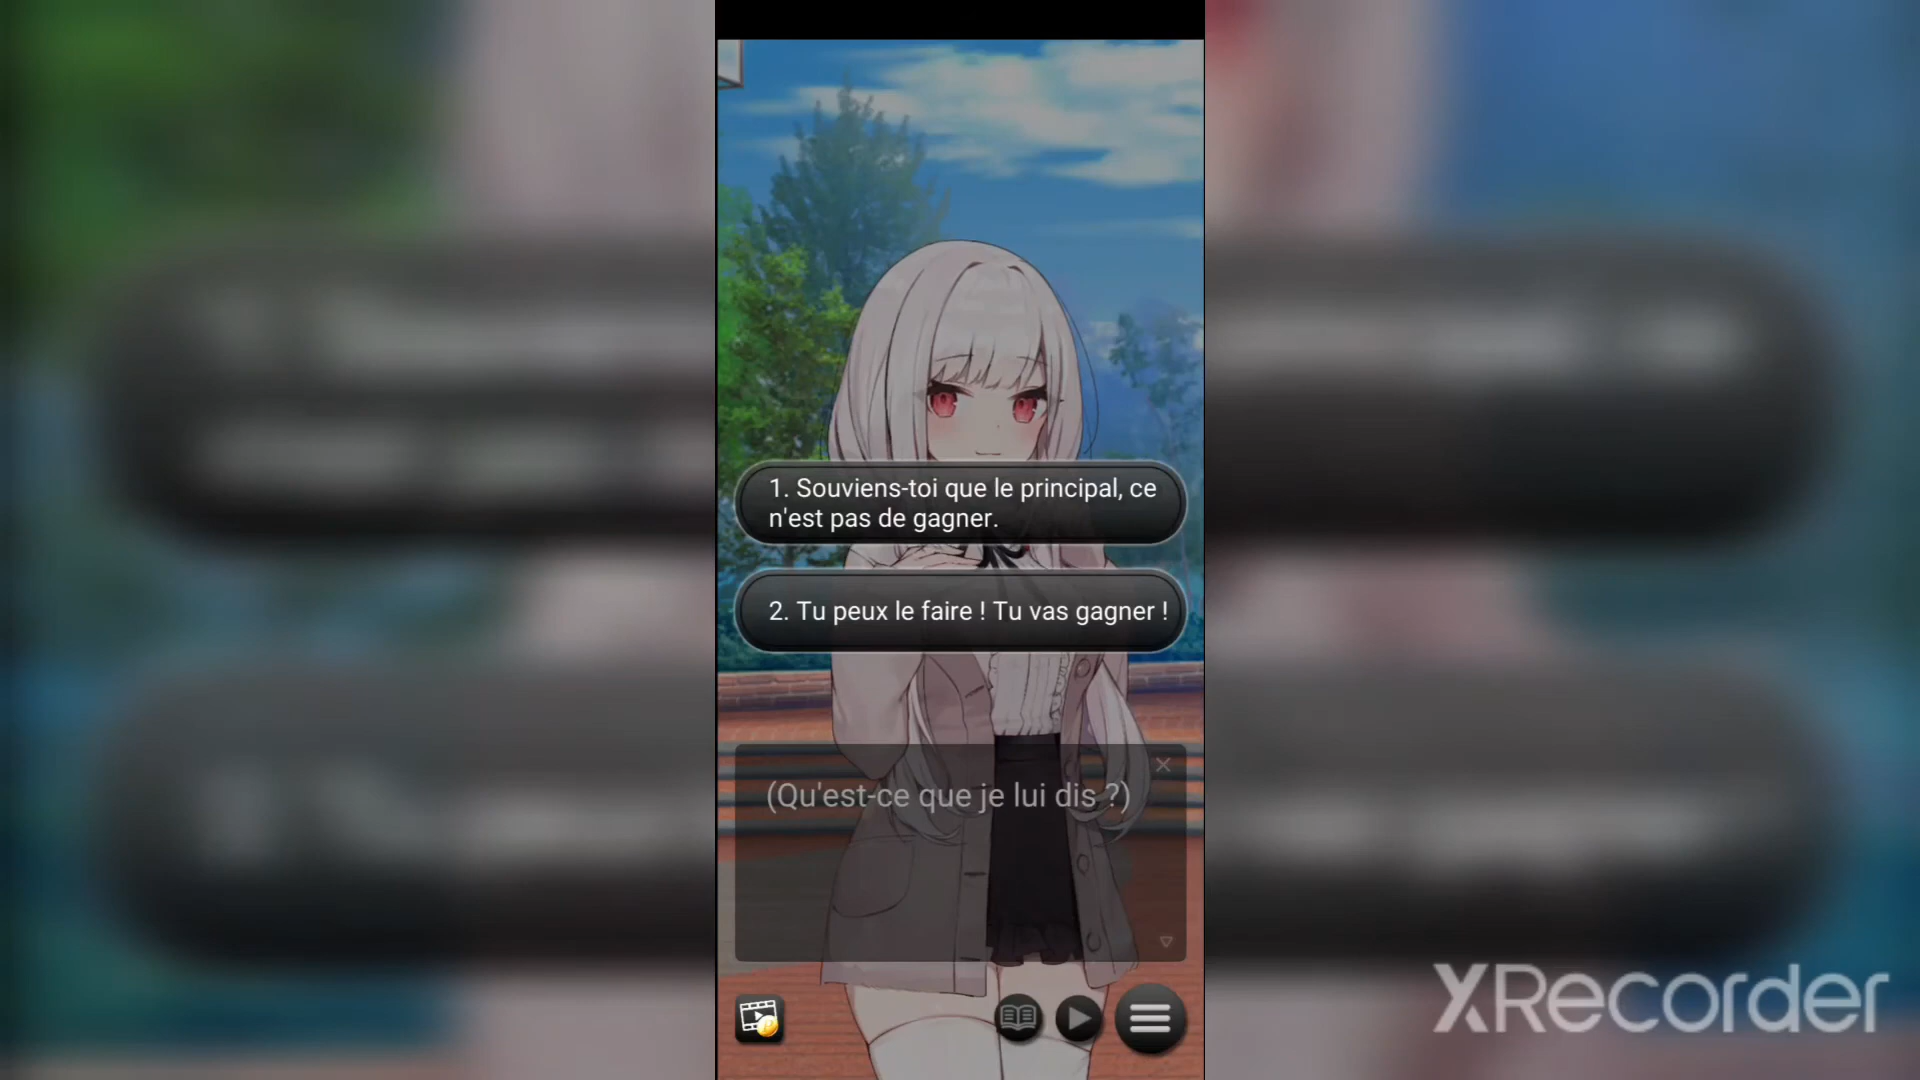 1. Souviens-toi que le principal, ce
n'est pas de gagner.
2. Tu peux le faire ! Tu vas gagner !
(Qu'est-ce que je lui dis ?)
XRecorder